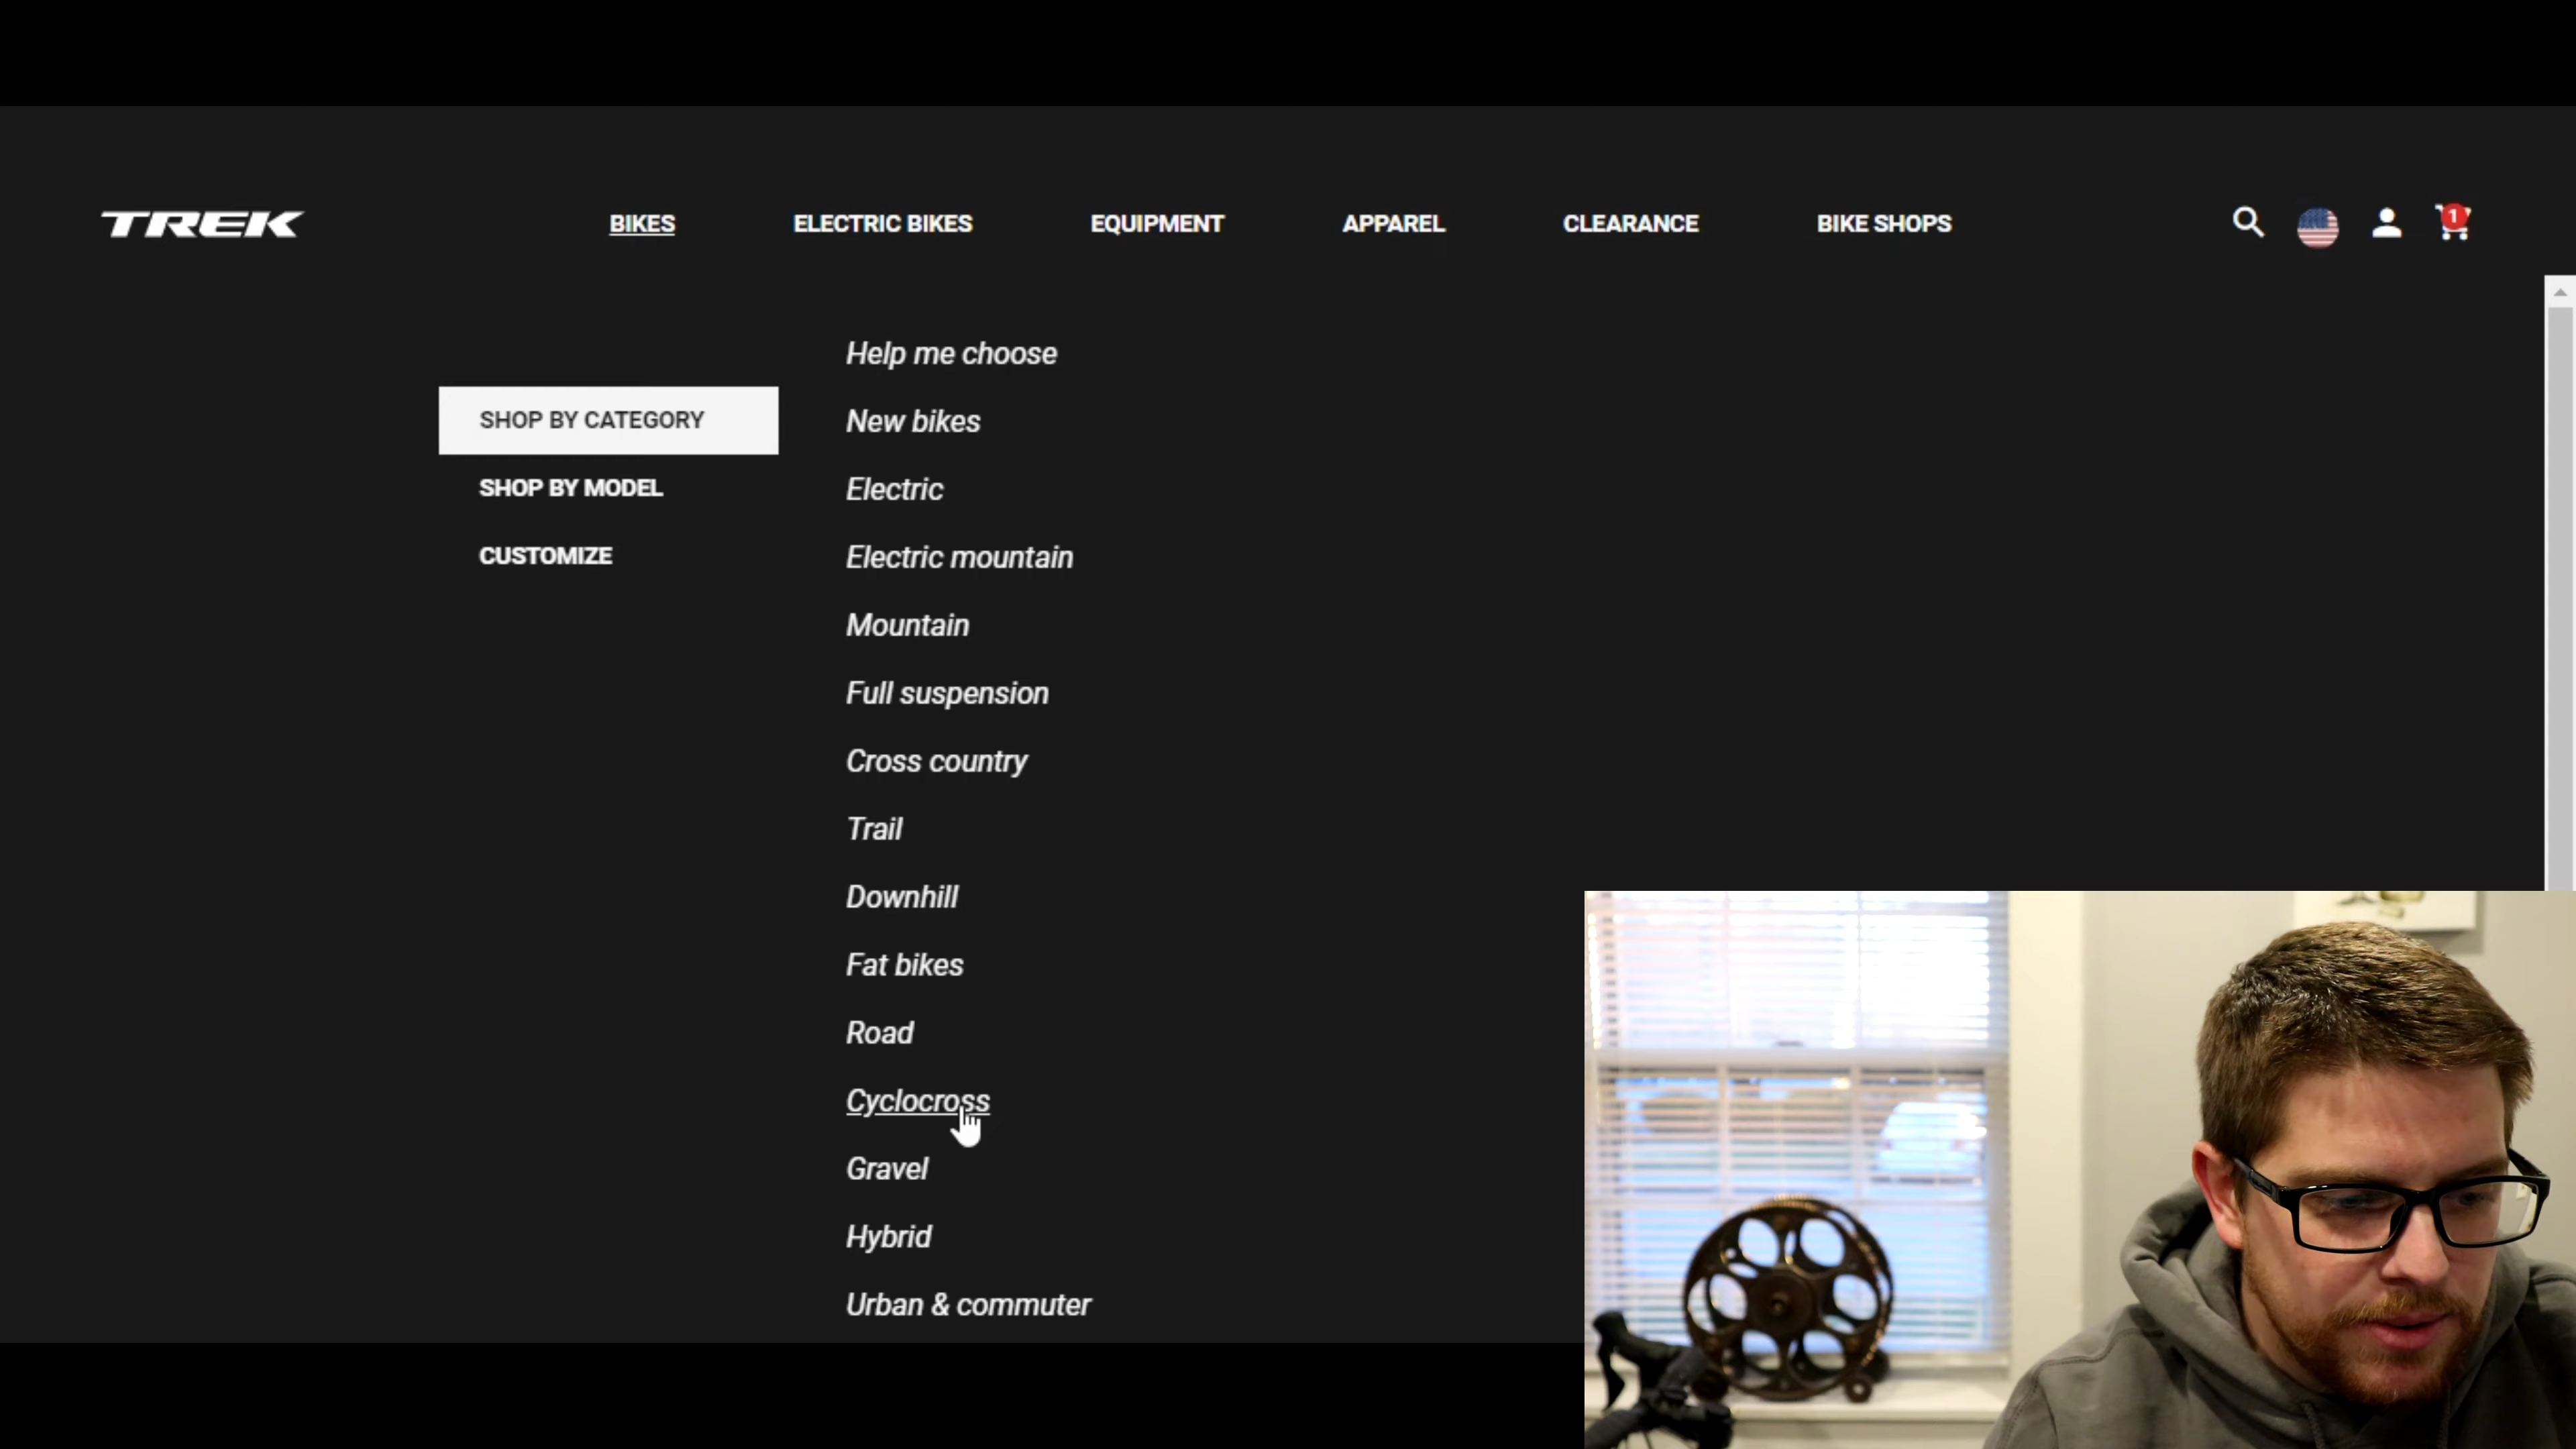 TREK
BIKES
ELECTRIC BIKES
EQUIPMENT
APPAREL
CLEARANCE
BIKE SHOPS
1
SHOP BY CATEGORY
SHOP BY MODEL
CUSTOMIZE
Help me choose
New bikes
Electric
Electric mountain
Mountain
Full suspension
Cross country
Trail
Downhill
Fat bikes
Road
Cyclocross
Gravel
Hybrid
Urban & commuter